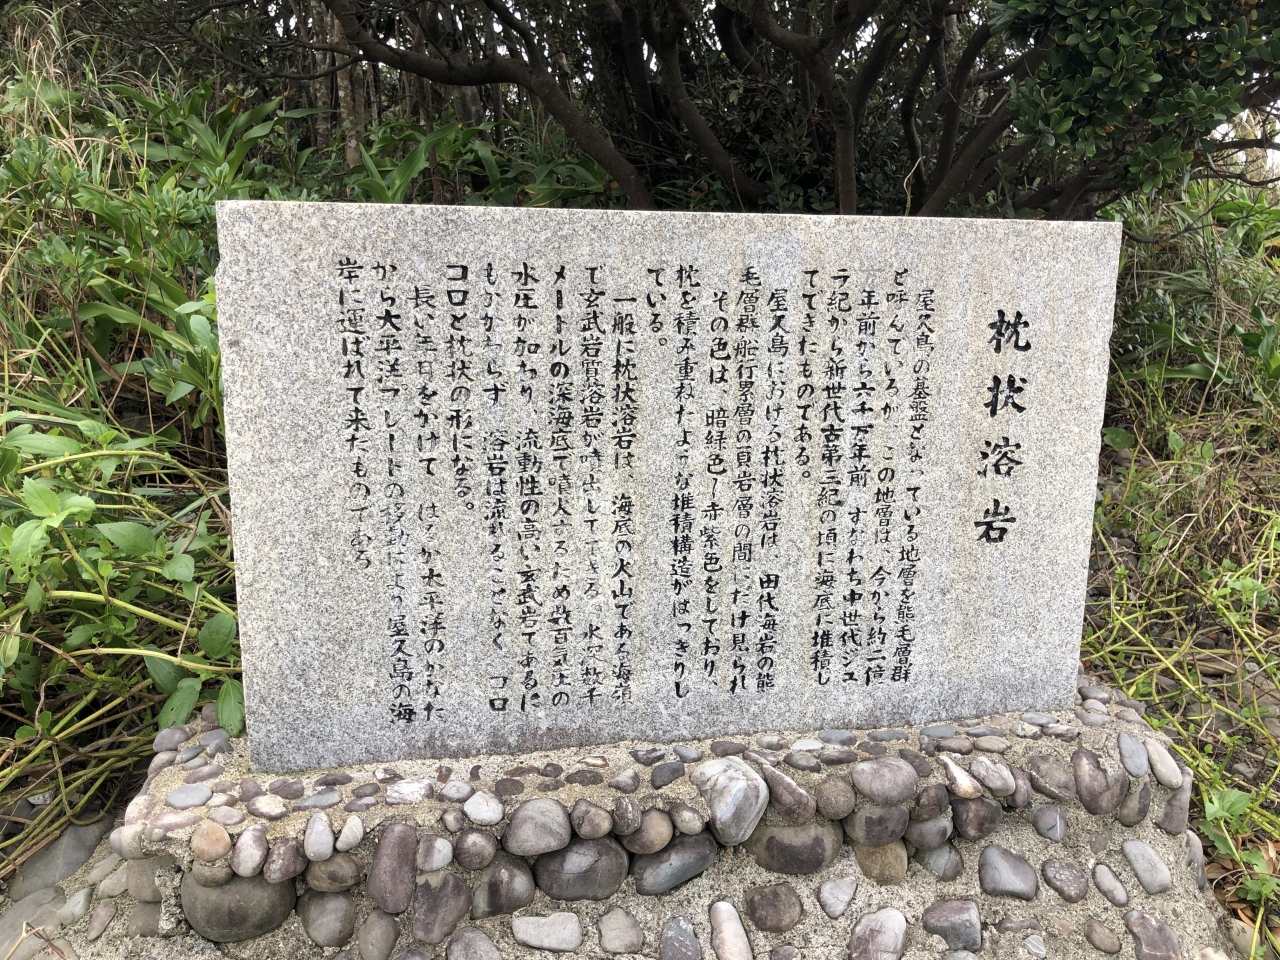 枕状溶岩
屋久島の基盤となっている地層を熊毛層群
と呼んでいるが、この地層は、今から約二億
年前から六千万年前、すなわち中世代ジュ
ラ紀から新世代古第三紀の頃に海底に堆積し
てできたものである。
屋久島における枕状溶岩は、田代海岩の熊
毛層群船行累層の頁岩層の間にだけ見られ
その色は、暗緑色〜赤紫色をしており、
枕を積み重ねたような堆積構造がはっきりし
ている。
一般に枕状溶岩は、海底の火山である海嶺
で玄武岩質溶岩が噴出してできる。水深数千
メートルの深海底で噴火するため数百気圧の
水圧が加わり、流動性の高い玄武岩であるに
もかかわらず、溶岩は流れることなく、コロ
コロと枕状の形になる。
長い年月をかけて、はるか太平洋のかなた
から太平洋プレートの移動により屋久島の海
岸に運ばれて来たものである。